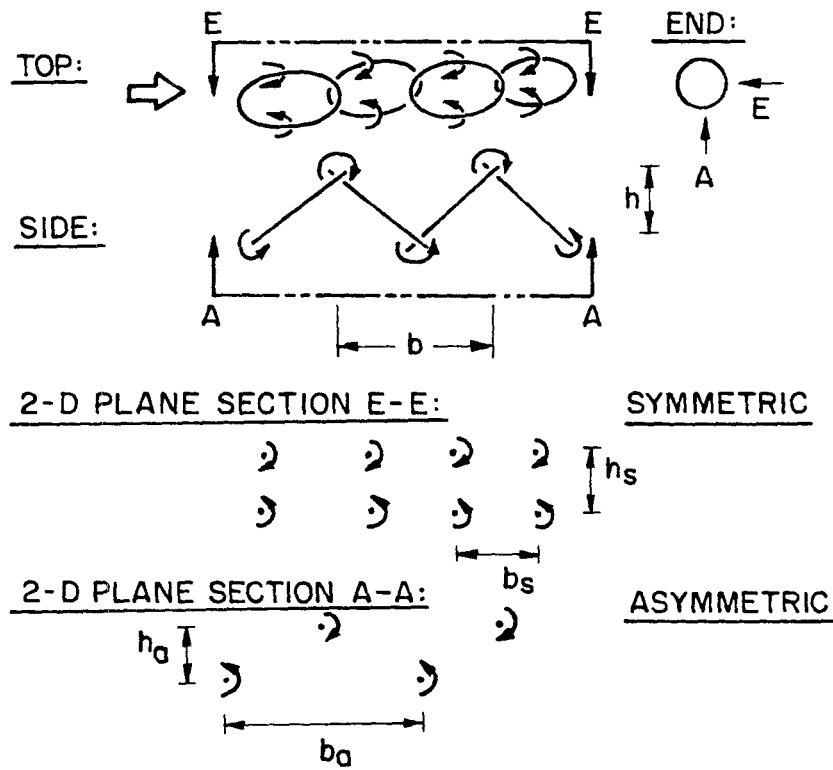 E E END:
TOP:
E
A
h
SIDE:
A A
b
2-D PLANE SECTION E-E: SYMMETRIC
hs
bs
2-D PLANE SECTION A-A: ASYMMETRIC
ha
ba